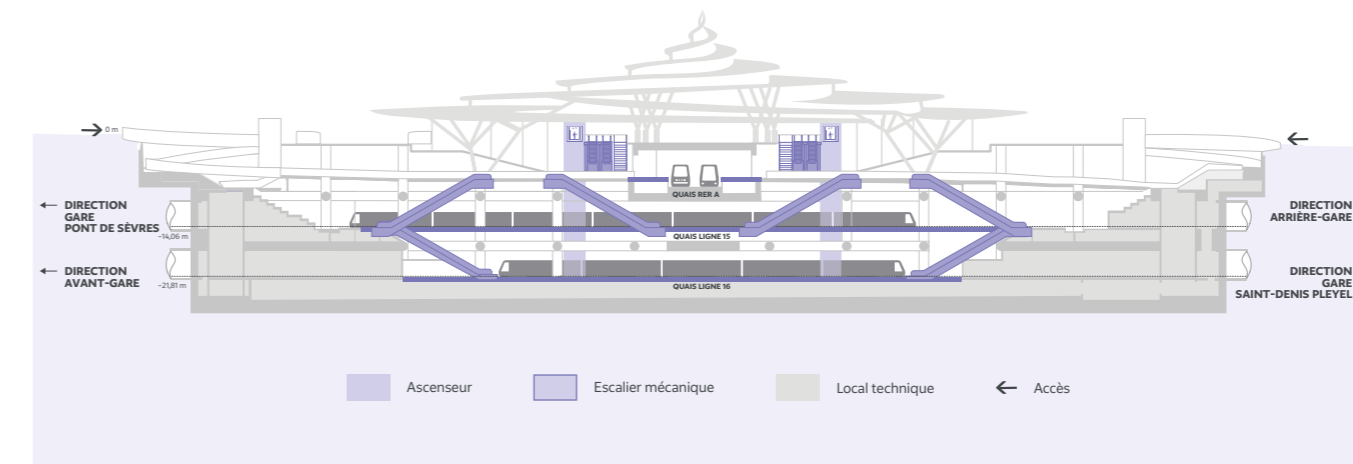 0 m
QUAIS RER A
DIRECTION
GARE
PONT DE SÈVRES
–14,06 m
QUAIS LIGNE 15
DIRECTION
ARRIÈRE-GARE
DIRECTION
AVANT-GARE
–21,81 m
QUAIS LIGNE 16
DIRECTION
GARE
SAINT-DENIS PLEYEL
Ascenseur
Escalier mécanique
Local technique
Accès